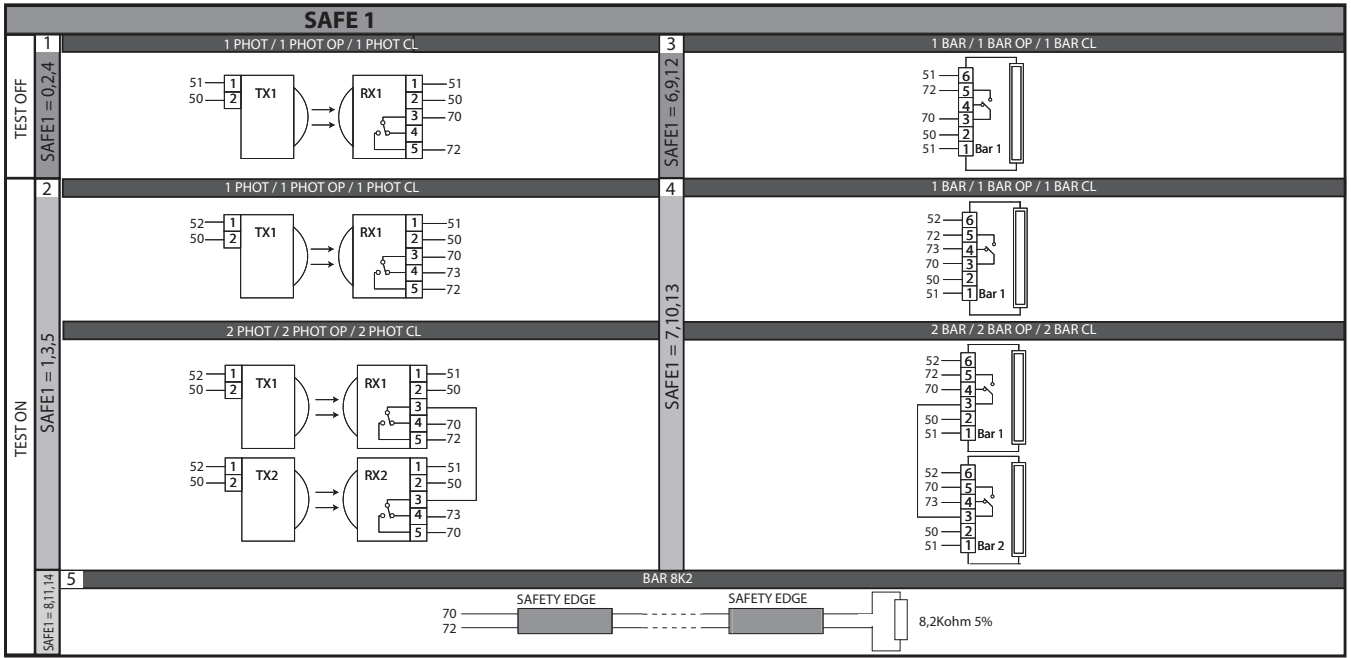 SAFE 1
TEST OFF
1
SAFE1 = 0,2,4
1 PHOT / 1 PHOT OP / 1 PHOT CL
51 1 TX1 RX1 1 51
50 2 2 50
3 70
4
5 72
3
SAFE1 = 6,9,12
1 BAR / 1 BAR OP / 1 BAR CL
51 6
72 5
4
70 3
50 2
51 1 Bar 1
TEST ON
2
SAFE1 = 1,3,5
1 PHOT / 1 PHOT OP / 1 PHOT CL
52 1 TX1 RX1 1 51
50 2 2 50
3 70
4 73
5 72
2 PHOT / 2 PHOT OP / 2 PHOT CL
52 1 TX1 RX1 1 51
50 2 2 50
3
4 70
5 72
52 1 TX2 RX2 1 51
50 2 2 50
3
4 73
5 70
4
SAFE1 = 7,10,13
1 BAR / 1 BAR OP / 1 BAR CL
52 6
72 5
73 4
70 3
50 2
51 1 Bar 1
2 BAR / 2 BAR OP / 2 BAR CL
52 6
72 5
70 4
3
50 2
51 1 Bar 1
52 6
70 5
73 4
3
50 2
51 1 Bar 2
SAFE1 = 8,11,14
5
BAR 8K2
SAFETY EDGE SAFETY EDGE
70
72
8,2Kohm 5%